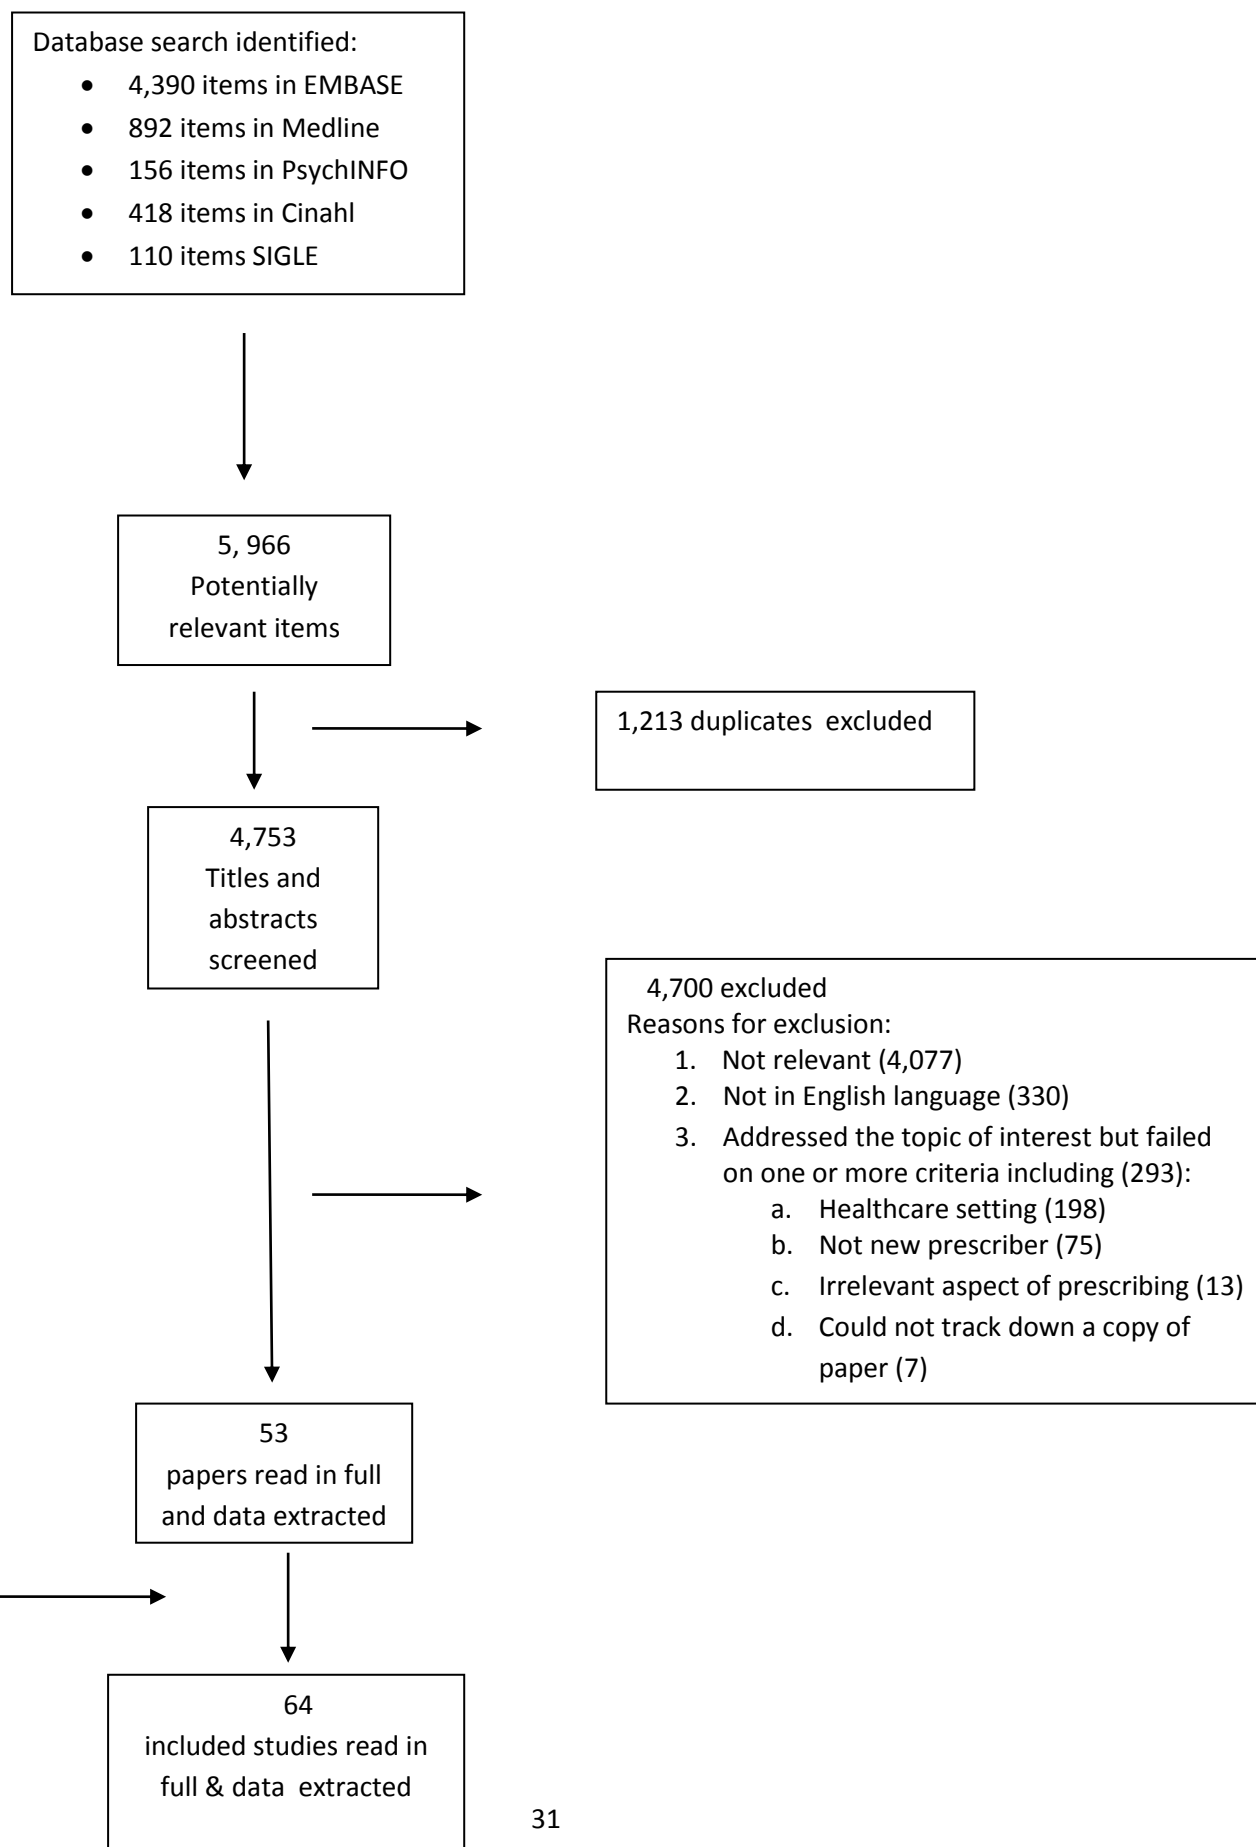 Database search identified:
• 4,390 items in EMBASE
• 892 items in Medline
• 156 items in PsychINFO
• 418 items in Cinahl
• 110 items SIGLE
5, 966
Potentially
relevant items
1,213 duplicates excluded
4,753
Titles and
abstracts
screened
4,700 excluded
Reasons for exclusion:
1. Not relevant (4,077)
2. Not in English language (330)
3. Addressed the topic of interest but failed
on one or more criteria including (293):
a. Healthcare setting (198)
b. Not new prescriber (75)
c. Irrelevant aspect of prescribing (13)
d. Could not track down a copy of
paper (7)
53
papers read in full
and data extracted
64
included studies read in
full & data extracted
31